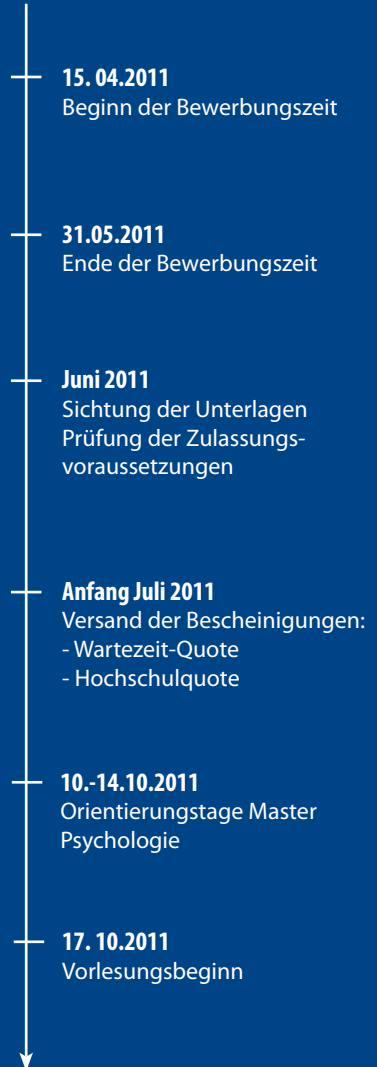 15. 04.2011
Beginn der Bewerbungszeit
31.05.2011
Ende der Bewerbungszeit
Juni 2011
Sichtung der Unterlagen
Prüfung der Zulassungs-
voraussetzungen
Anfang Juli 2011
Versand der Bescheinigungen:
- Wartezeit-Quote
- Hochschulquote
10.-14.10.2011
Orientierungstage Master
Psychologie
17. 10.2011
Vorlesungsbeginn